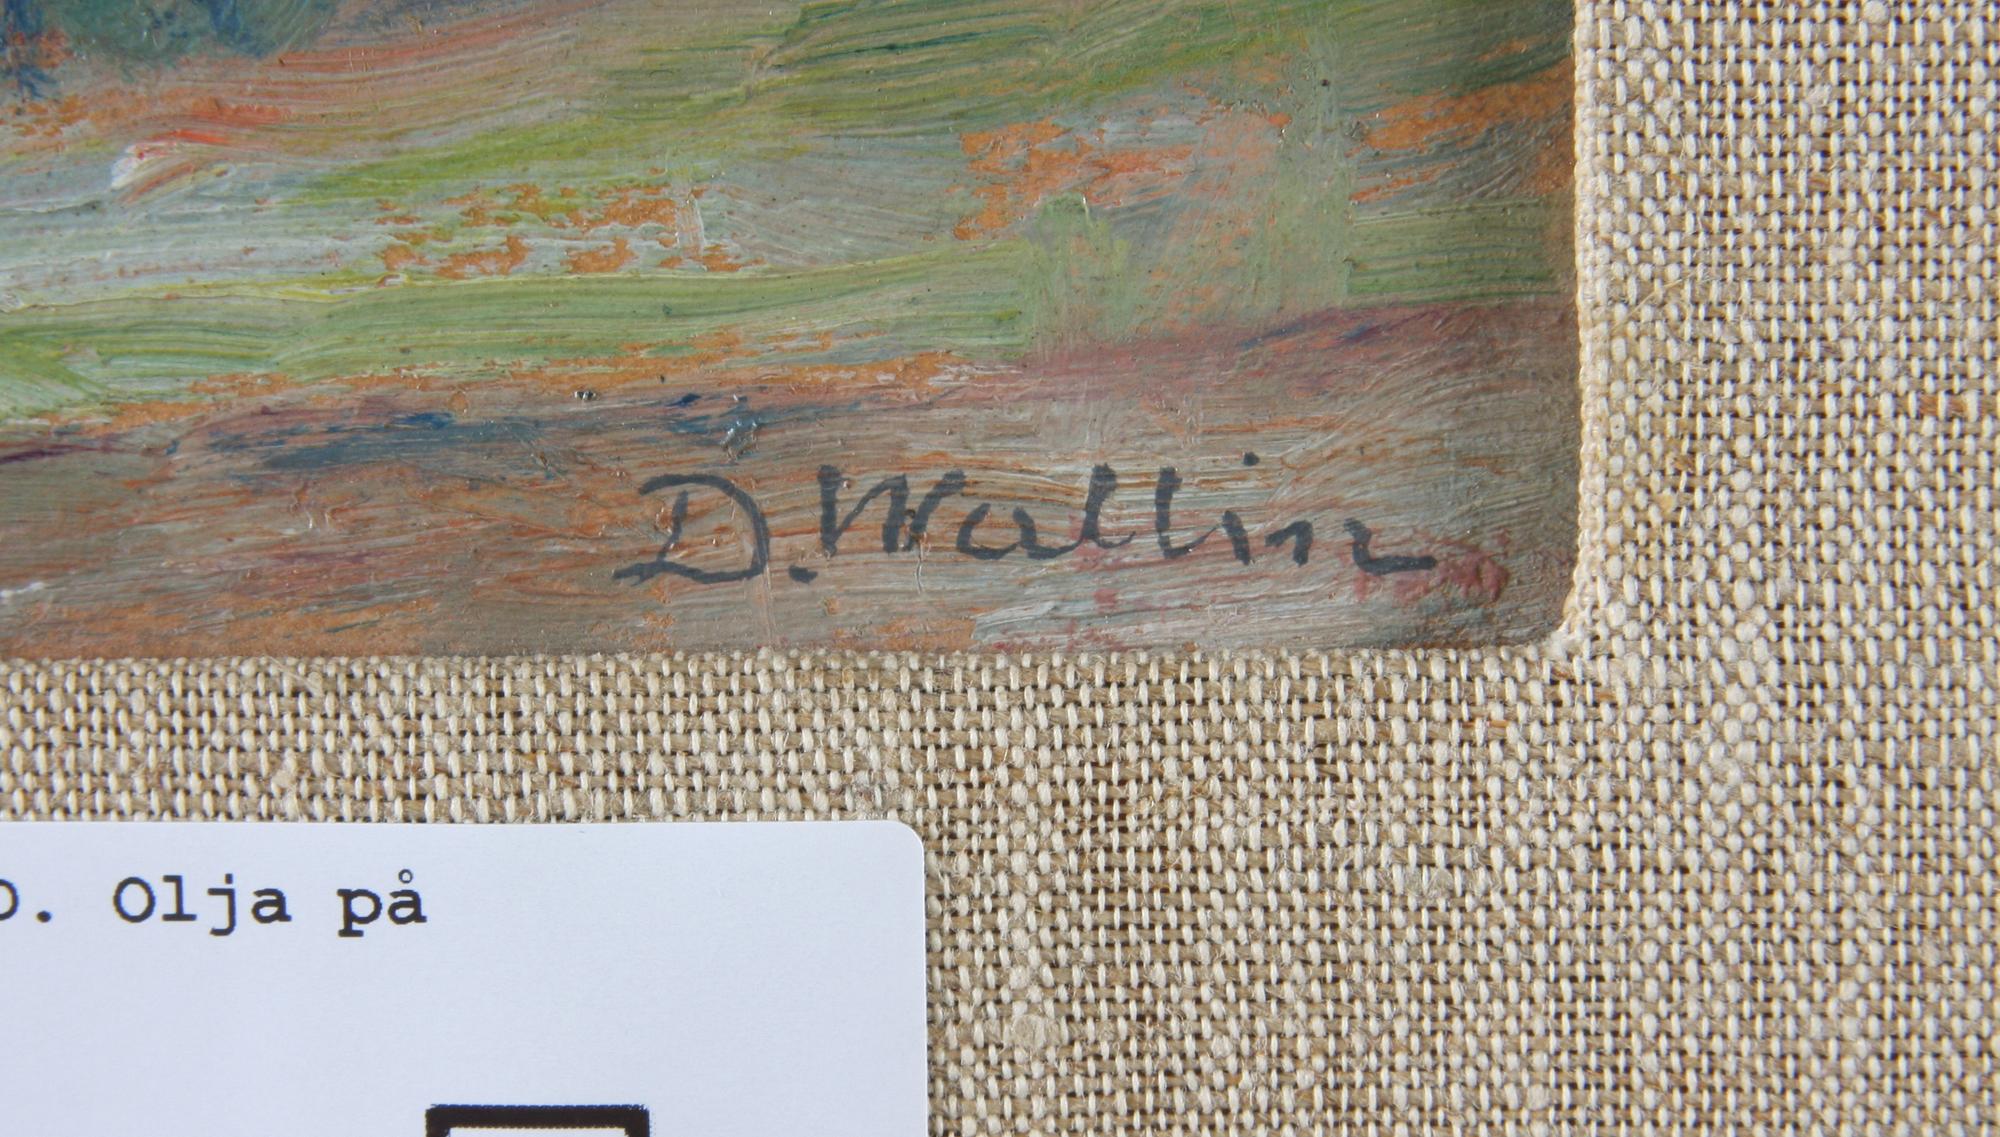 D. Wallin
. Olja på